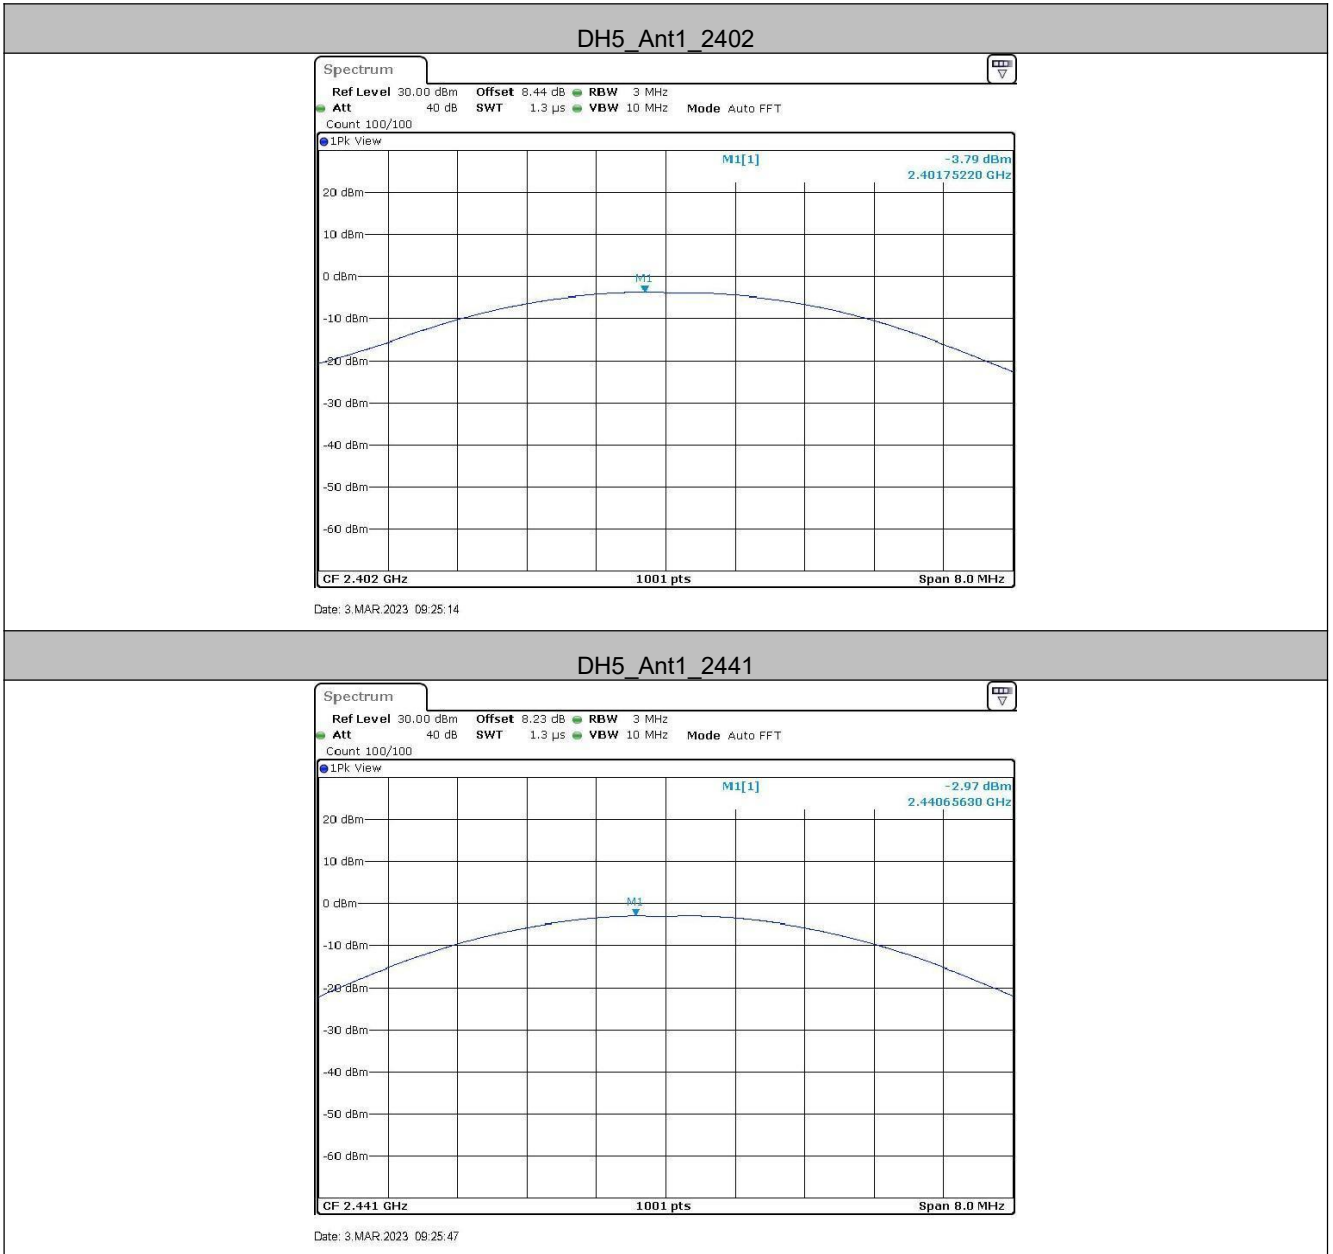 DH5_Ant1_2402
Spectrum
Ref Level 30.00 dBm Offset 8.44 dB RBW 3 MHz
Att 40 dB SWT 1.3 µs VBW 10 MHz Mode Auto FFT
Count 100/100
1Pk View
M1[1] -3.79 dBm
2.40175220 GHz
20 dBm
10 dBm
0 dBm
M1
-10 dBm
-20 dBm
-30 dBm
-40 dBm
-50 dBm
-60 dBm
CF 2.402 GHz 1001 pts Span 8.0 MHz
Date: 3.MAR.2023 09:25:14
DH5_Ant1_2441
Spectrum
Ref Level 30.00 dBm Offset 8.23 dB RBW 3 MHz
Att 40 dB SWT 1.3 µs VBW 10 MHz Mode Auto FFT
Count 100/100
1Pk View
M1[1] -2.97 dBm
2.44065630 GHz
20 dBm
10 dBm
0 dBm
M1
-10 dBm
-20 dBm
-30 dBm
-40 dBm
-50 dBm
-60 dBm
CF 2.441 GHz 1001 pts Span 8.0 MHz
Date: 3.MAR.2023 09:25:47